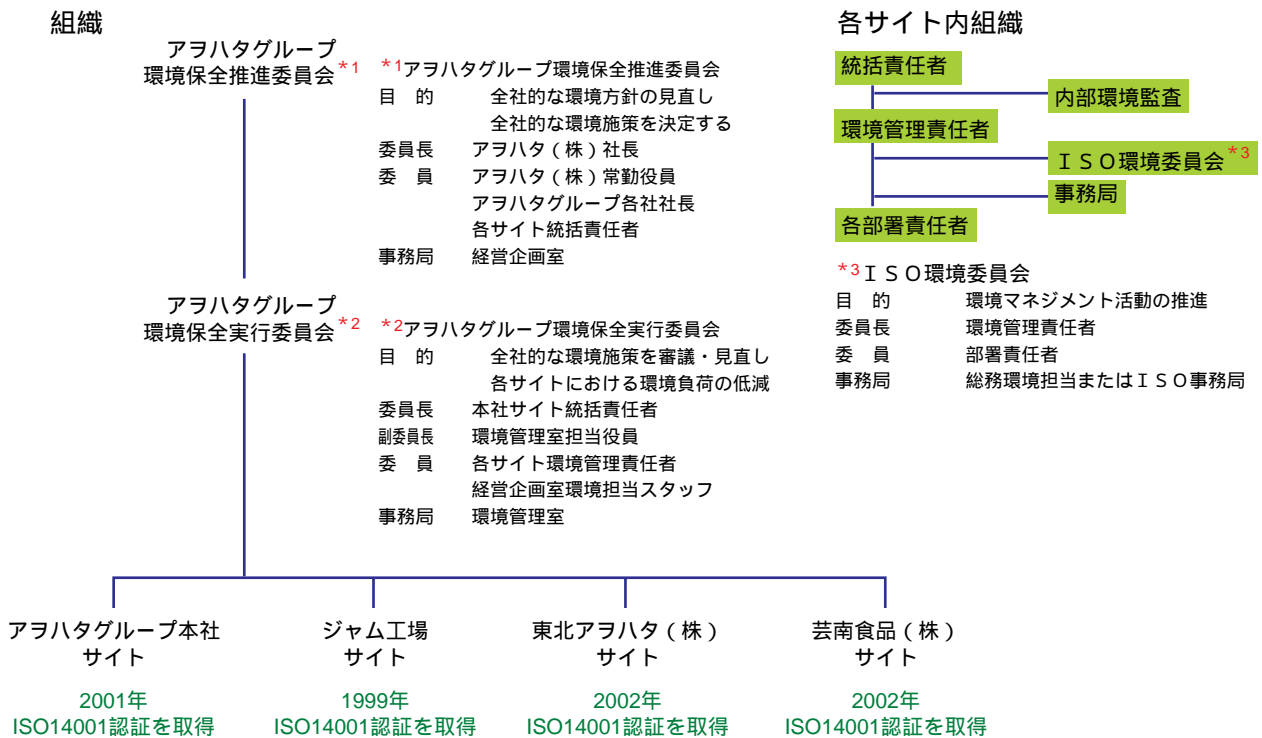 組織
アヲハタグループ
環境保全推進委員会*1
*1アヲハタグループ環境保全推進委員会
目 的 全社的な環境方針の見直し
全社的な環境施策を決定する
委員長 アヲハタ(株)社長
委 員 アヲハタ(株)常勤役員
アヲハタグループ各社社長
各サイト統括責任者
事務局 経営企画室
アヲハタグループ
環境保全実行委員会*2
*2アヲハタグループ環境保全実行委員会
目 的 全社的な環境施策を審議・見直し
各サイトにおける環境負荷の低減
委員長 本社サイト統括責任者
副委員長 環境管理室担当役員
委 員 各サイト環境管理責任者
経営企画室環境担当スタッフ
事務局 環境管理室
アヲハタグループ本社
サイト
2001年
ISO14001認証を取得
ジャム工場
サイト
1999年
ISO14001認証を取得
東北アヲハタ(株)
サイト
2002年
ISO14001認証を取得
芸南食品(株)
サイト
2002年
ISO14001認証を取得
各サイト内組織
統括責任者
内部環境監査
環境管理責任者
ISO環境委員会*3
事務局
各部署責任者
*3ISO環境委員会
目 的 環境マネジメント活動の推進
委員長 環境管理責任者
委 員 部署責任者
事務局 総務環境担当またはISO事務局